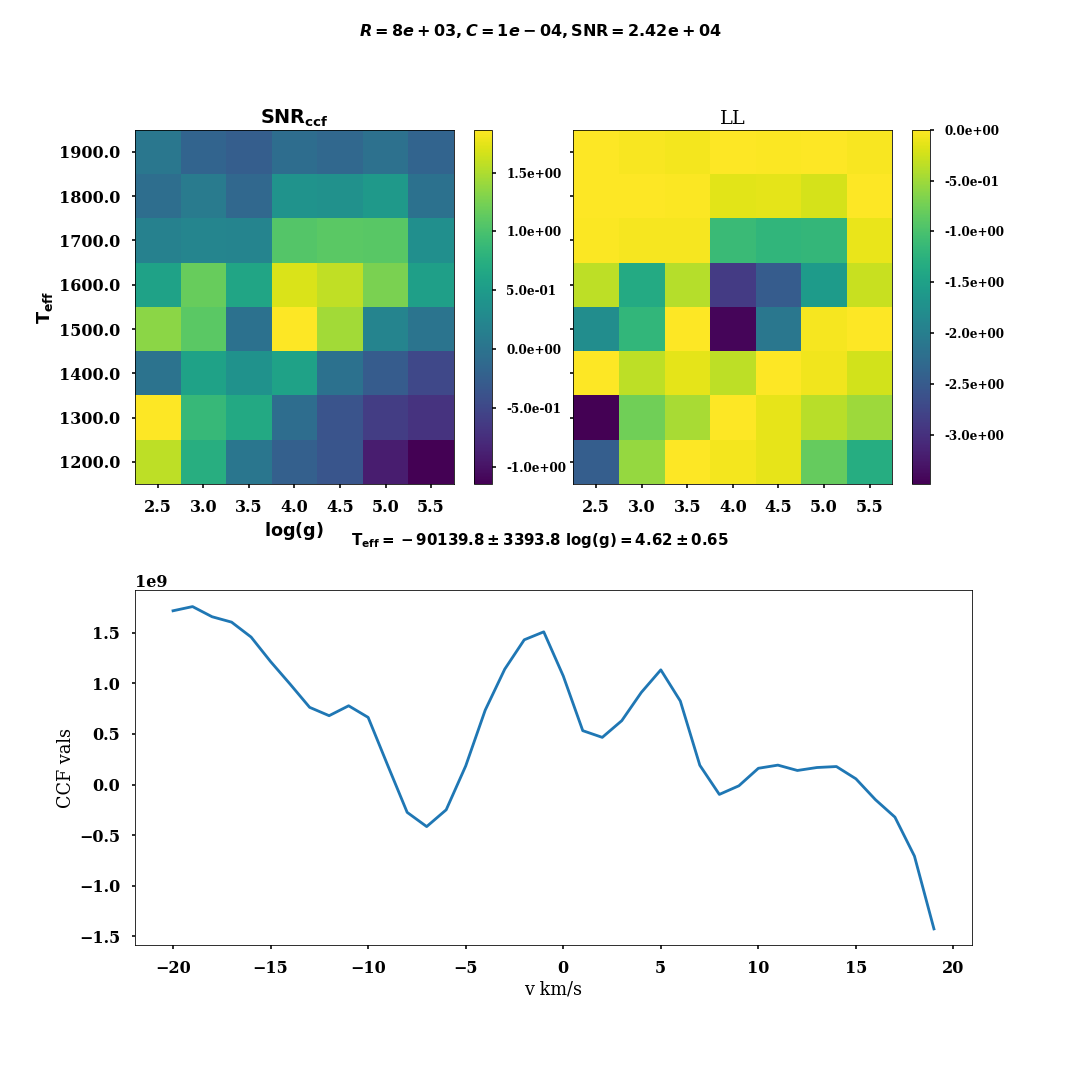 R = 8e + 03, C = 1e − 04, SNR = 2.42e + 04
SNR_ccf
LL
1900.0
1800.0
1700.0
1600.0
1500.0
1400.0
1300.0
1200.0
T_eff
2.5 3.0 3.5 4.0 4.5 5.0 5.5
log(g)
1.5e+00
1.0e+00
5.0e-01
0.0e+00
-5.0e-01
-1.0e+00
2.5 3.0 3.5 4.0 4.5 5.0 5.5
0.0e+00
-5.0e-01
-1.0e+00
-1.5e+00
-2.0e+00
-2.5e+00
-3.0e+00
T_eff = − 90139.8 ± 3393.8 log(g) = 4.62 ± 0.65
1e9
1.5
1.0
0.5
0.0
−0.5
−1.0
−1.5
CCF vals
−20 −15 −10 −5 0 5 10 15 20
v km/s